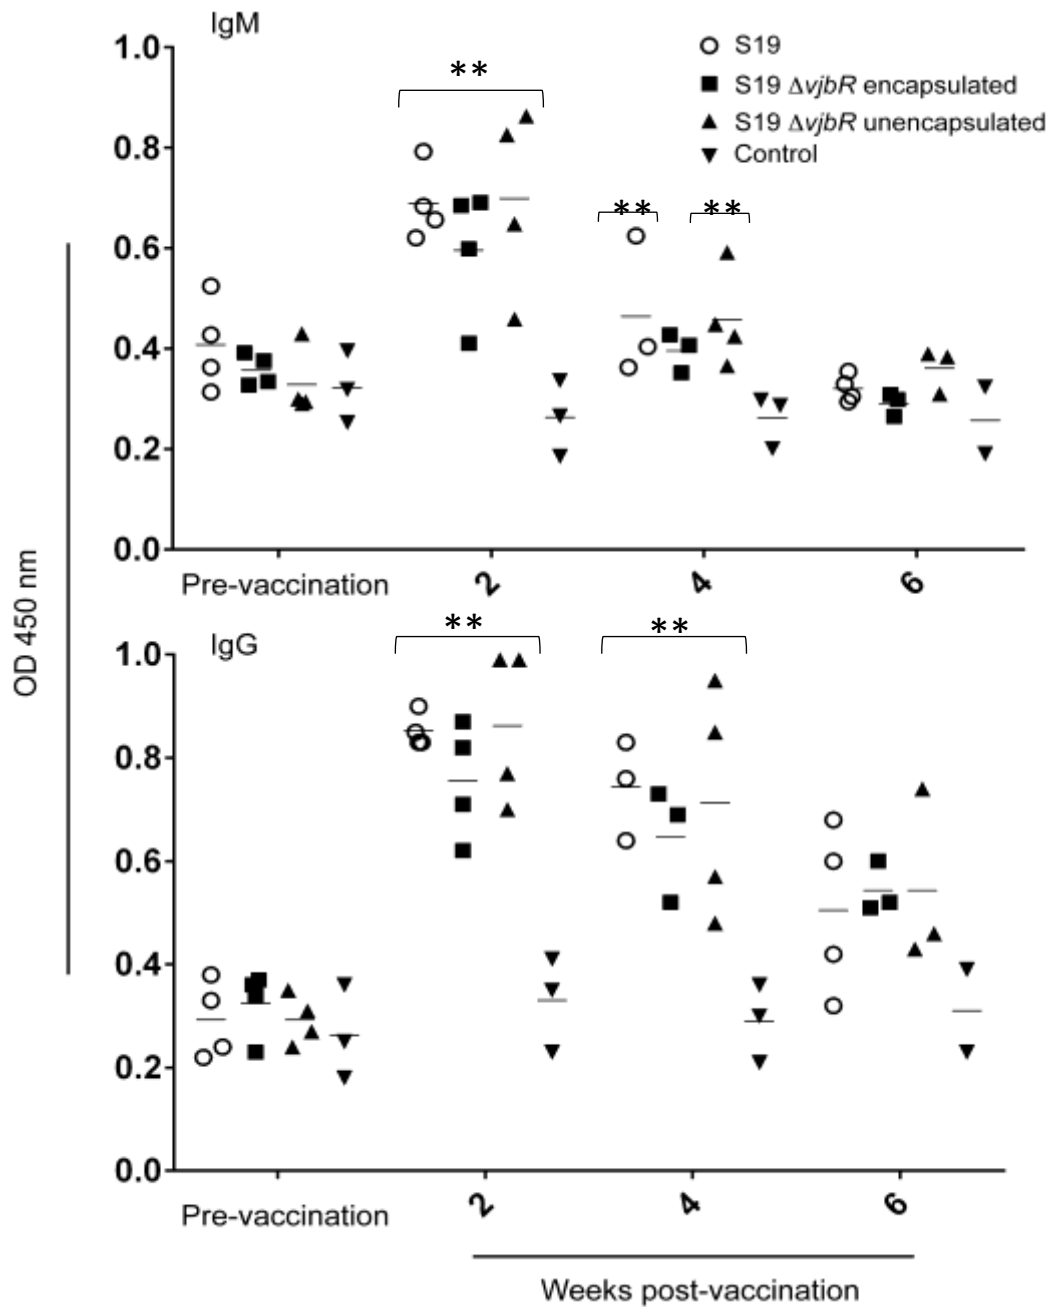 IgM
1.0
0.8
0.6
0.4
0.2
0.0
S19
S19 ΔvjbR encapsulated
S19 ΔvjbR unencapsulated
Control
**
** **
Pre-vaccination 2 4 6
OD 450 nm
IgG
1.0
0.8
0.6
0.4
0.2
0.0
** **
Pre-vaccination 2 4 6
Weeks post-vaccination